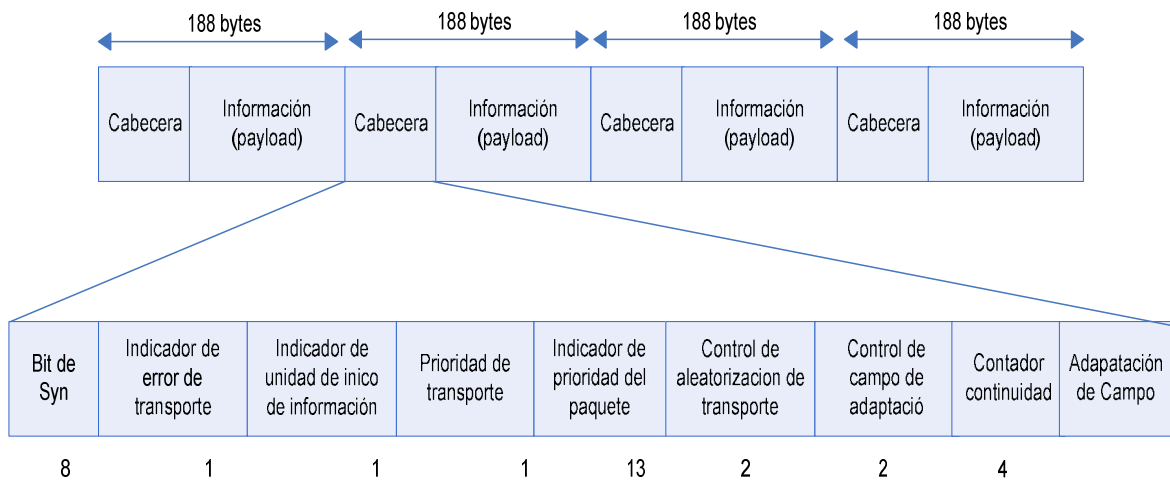 188 bytes
188 bytes
188 bytes
188 bytes
Cabecera
Información
(payload)
Cabecera
Información
(payload)
Cabecera
Información
(payload)
Cabecera
Información
(payload)
Bit de
Syn
Indicador de
error de
transporte
Indicador de
unidad de inico
de información
Prioridad de
transporte
Indicador de
prioridad del
paquete
Control de
aleatorizacion de
transporte
Control de
campo de
adaptació
Contador
continuidad
Adapatación
de Campo
8
1
1
1
13
2
2
4